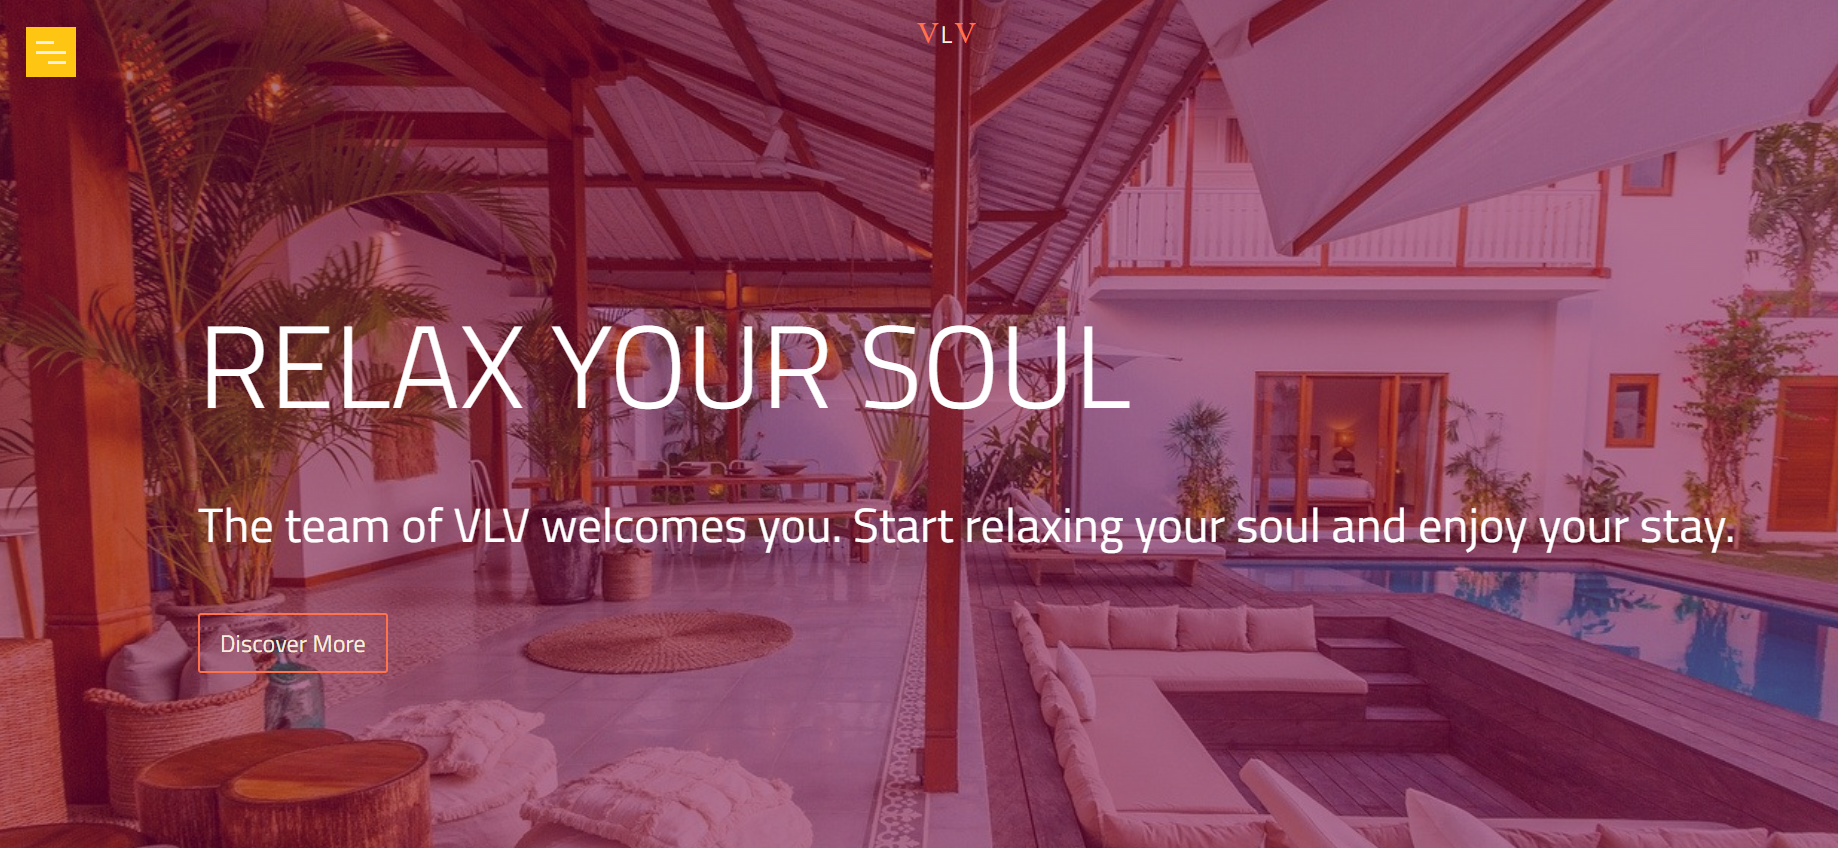 VLV
RELAX YOUR SOUL
The team of VLV welcomes you. Start relaxing your soul and enjoy your stay.
Discover More